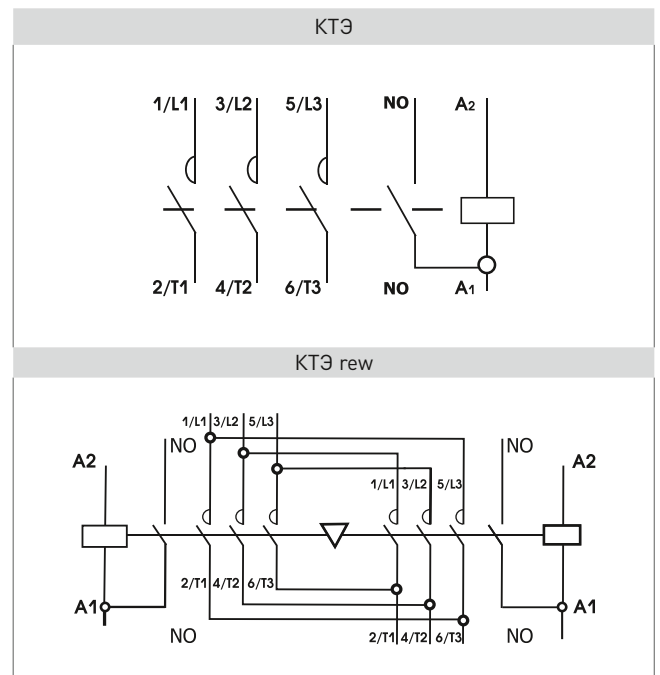 КТЭ
1/L1 3/L2 5/L3 NO A2
2/T1 4/T2 6/T3 NO A1
КТЭ rew
1/L1 3/L2 5/L3
NO NO
A2 A2
1/L1 3/L2 5/L3
2/T1 4/T2 6/T3
A1 A1
NO 2/T1 4/T2 6/T3 NO